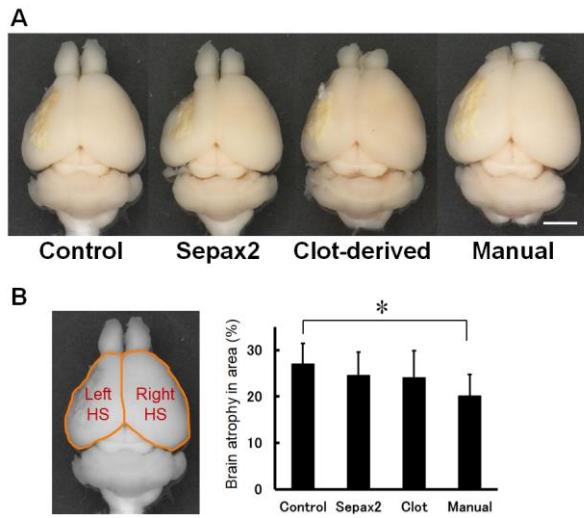 A
Control Sepax2 Clot-derived Manual
B
Left HS
Right HS
*
Brain atrophy in area (%)
30
20
10
0
Control Sepax2 Clot Manual